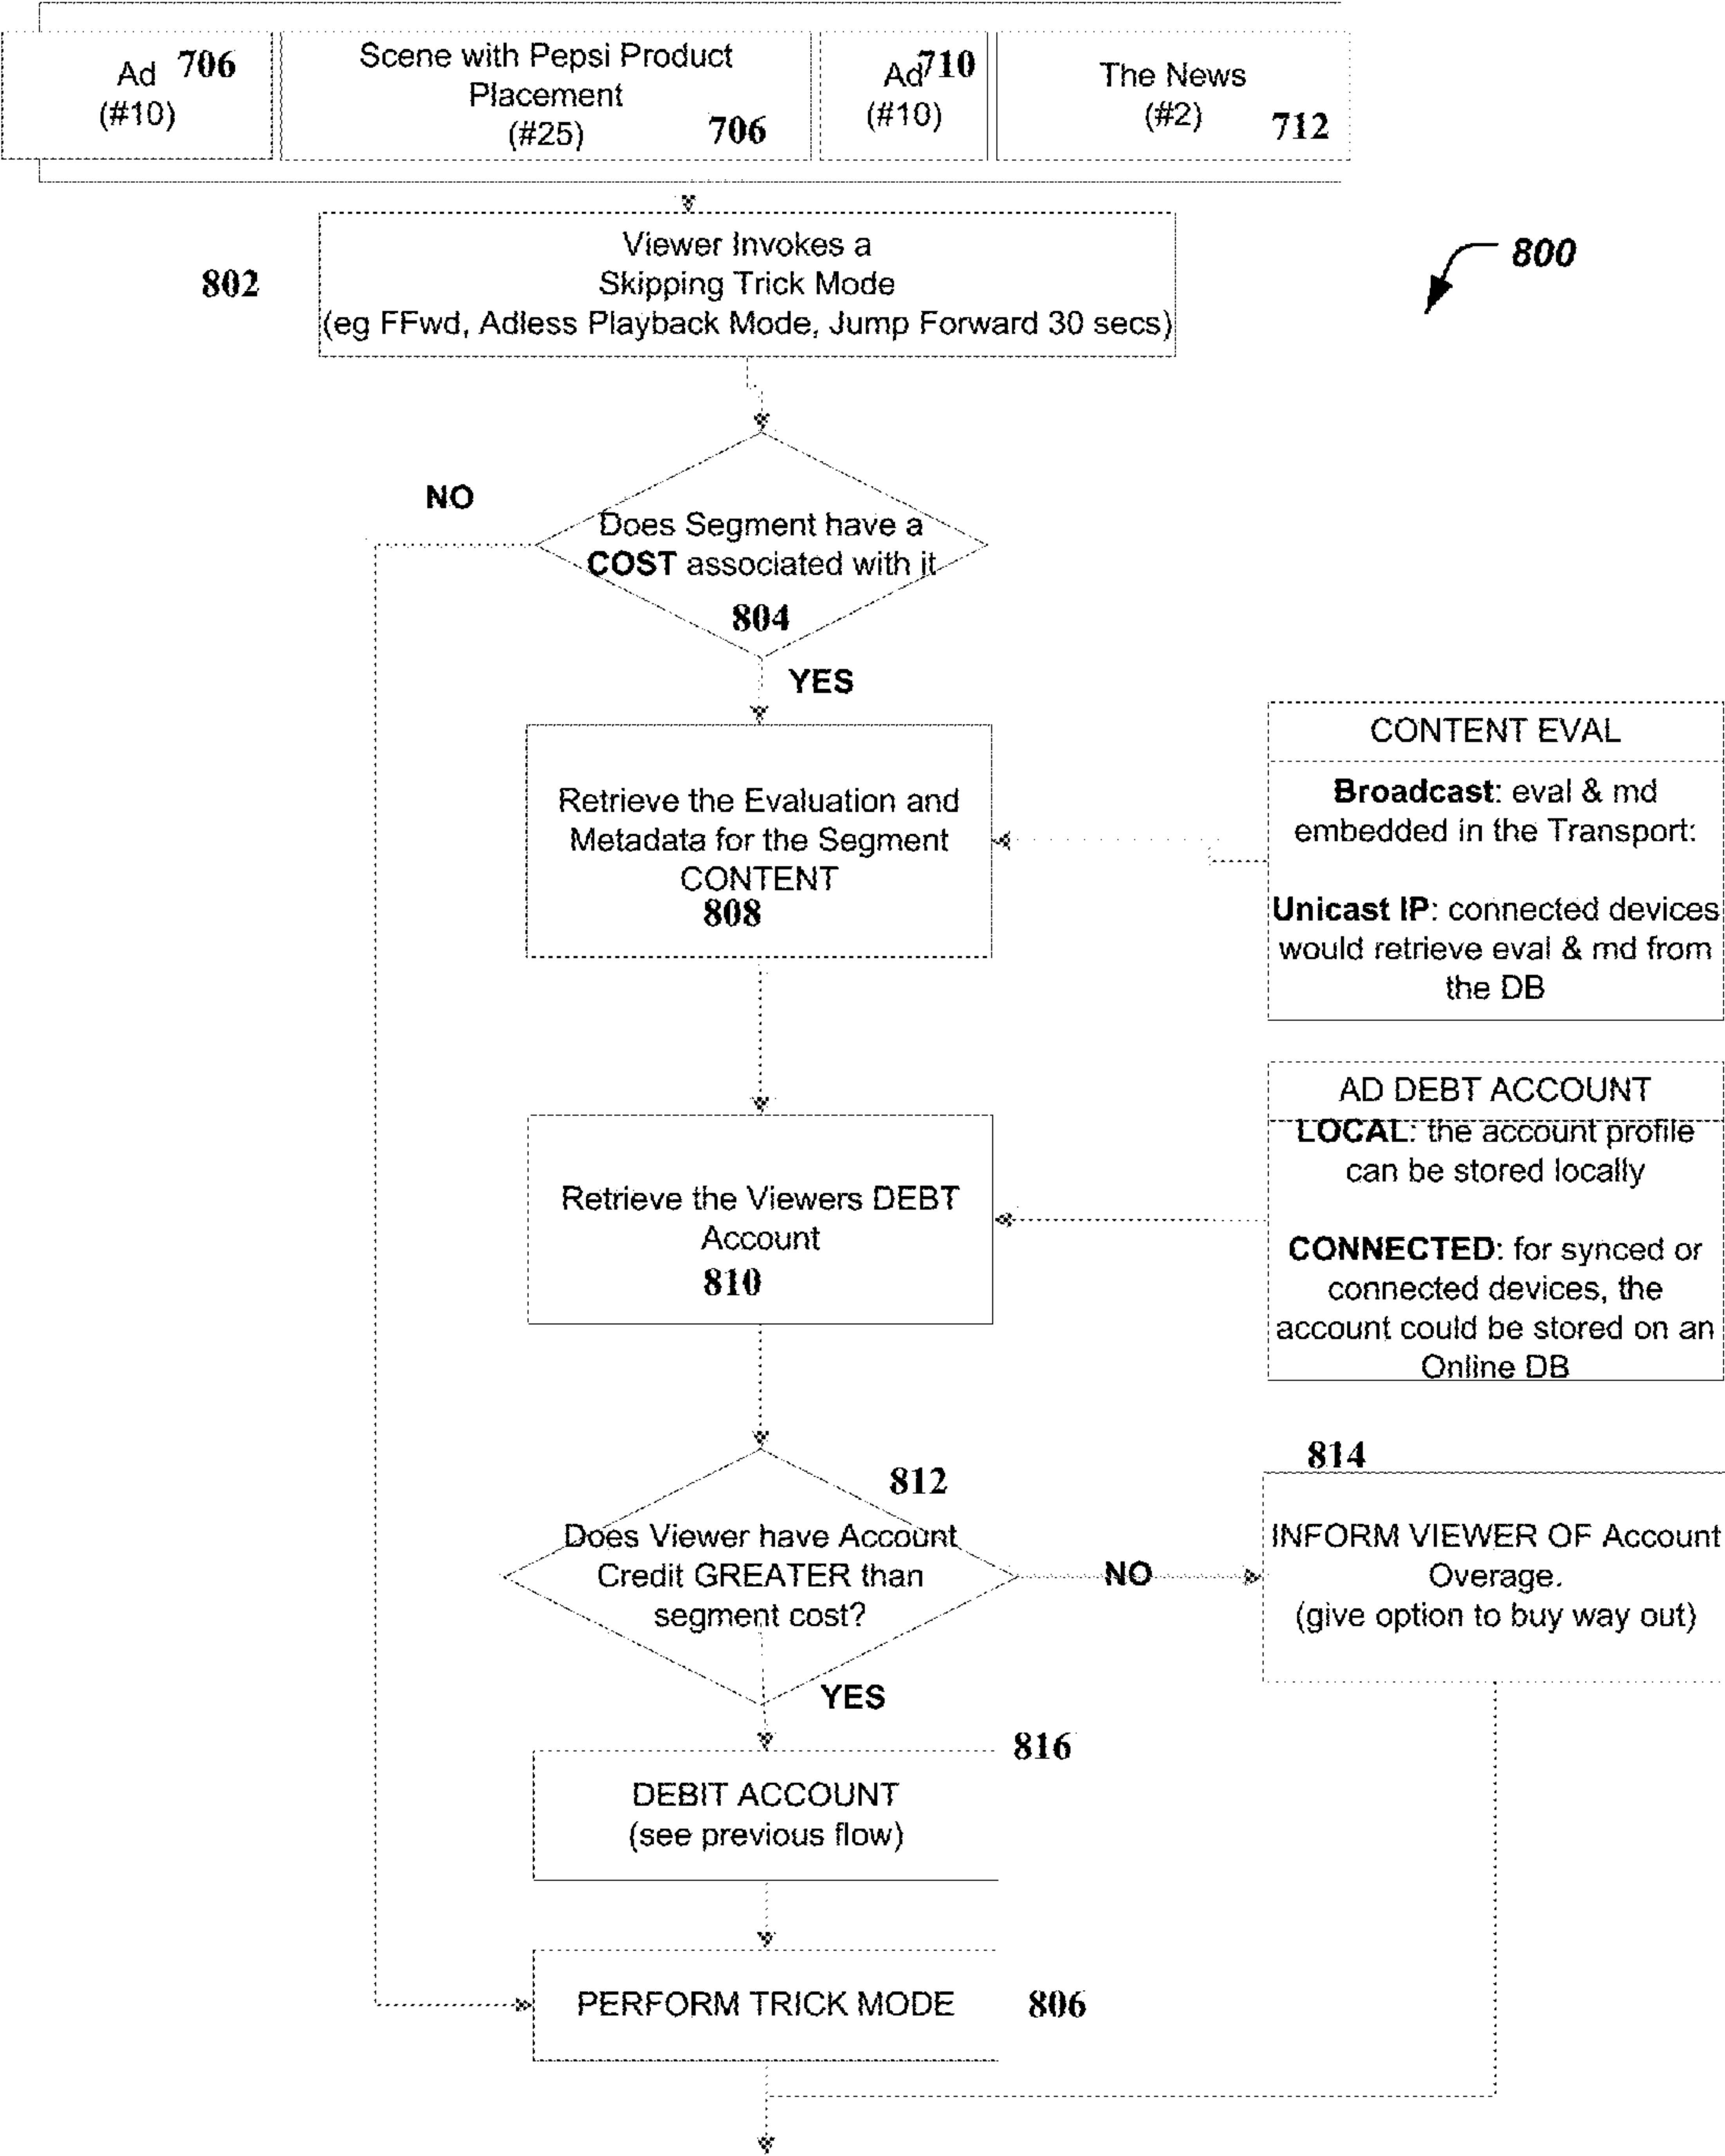 Ad 706
(#10)
Scene with Pepsi Product
Placement
(#25) 706
Ad 710
(#10)
The News
(#2) 712
800
802
Viewer Invokes a
Skipping Trick Mode
(eg FFwd, Adless Playback Mode, Jump Forward 30 secs)
NO
Does Segment have a
COST associated with it
804
YES
Retrieve the Evaluation and
Metadata for the Segment
CONTENT
808
CONTENT EVAL
Broadcast: eval & md
embedded in the Transport:
Unicast IP: connected devices
would retrieve eval & md from
the DB
Retrieve the Viewers DEBT
Account
810
AD DEBT ACCOUNT
LOCAL: the account profile
can be stored locally
CONNECTED: for synced or
connected devices, the
account could be stored on an
Online DB
812
Does Viewer have Account
Credit GREATER than
segment cost?
NO
YES
814
INFORM VIEWER OF Account
Overage.
(give option to buy way out)
816
DEBIT ACCOUNT
(see previous flow)
PERFORM TRICK MODE 806